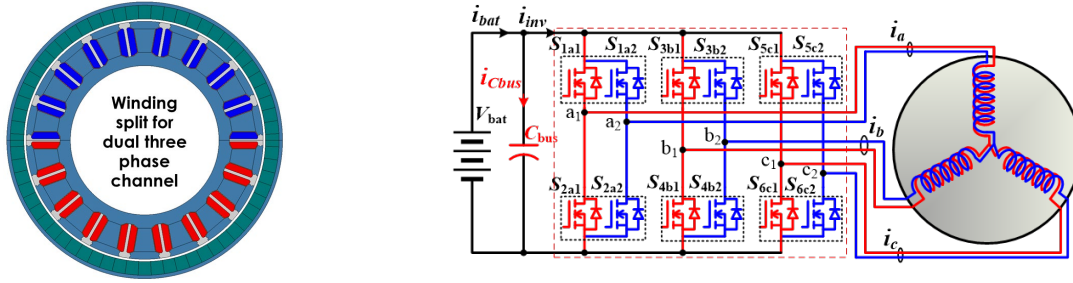 Winding
split for
dual three
phase
channel
i_bat
i_inv
i_Cbus
V_bat
C_bus
S_1a1
S_1a2
S_3b1
S_3b2
S_5c1
S_5c2
a_1
a_2
b_1
b_2
c_1
c_2
S_2a1
S_2a2
S_4b1
S_4b2
S_6c1
S_6c2
i_a
i_b
i_c